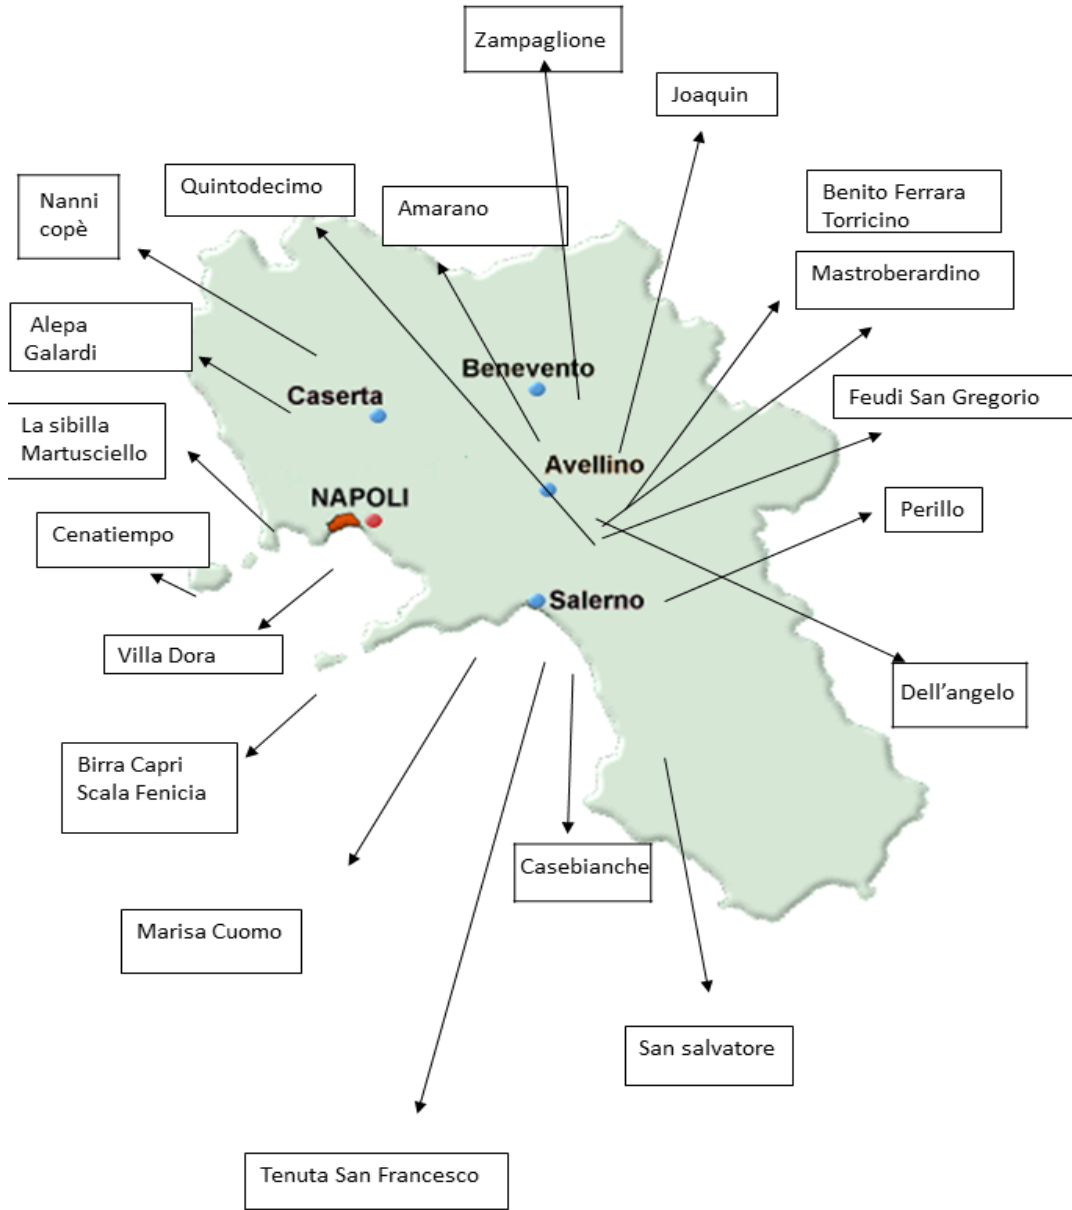 Zampaglione
Joaquin
Quintodecimo
Amarano
Benito Ferrara
Torricino
Nanni
copè
Mastroberardino
Alepa
Galardi
Benevento
Caserta
Feudi San Gregorio
La sibilla
Martusciello
Avellino
NAPOLI
Perillo
Cenatiempo
Salerno
Villa Dora
Dell’angelo
Birra Capri
Scala Fenicia
Casebianche
Marisa Cuomo
San salvatore
Tenuta San Francesco